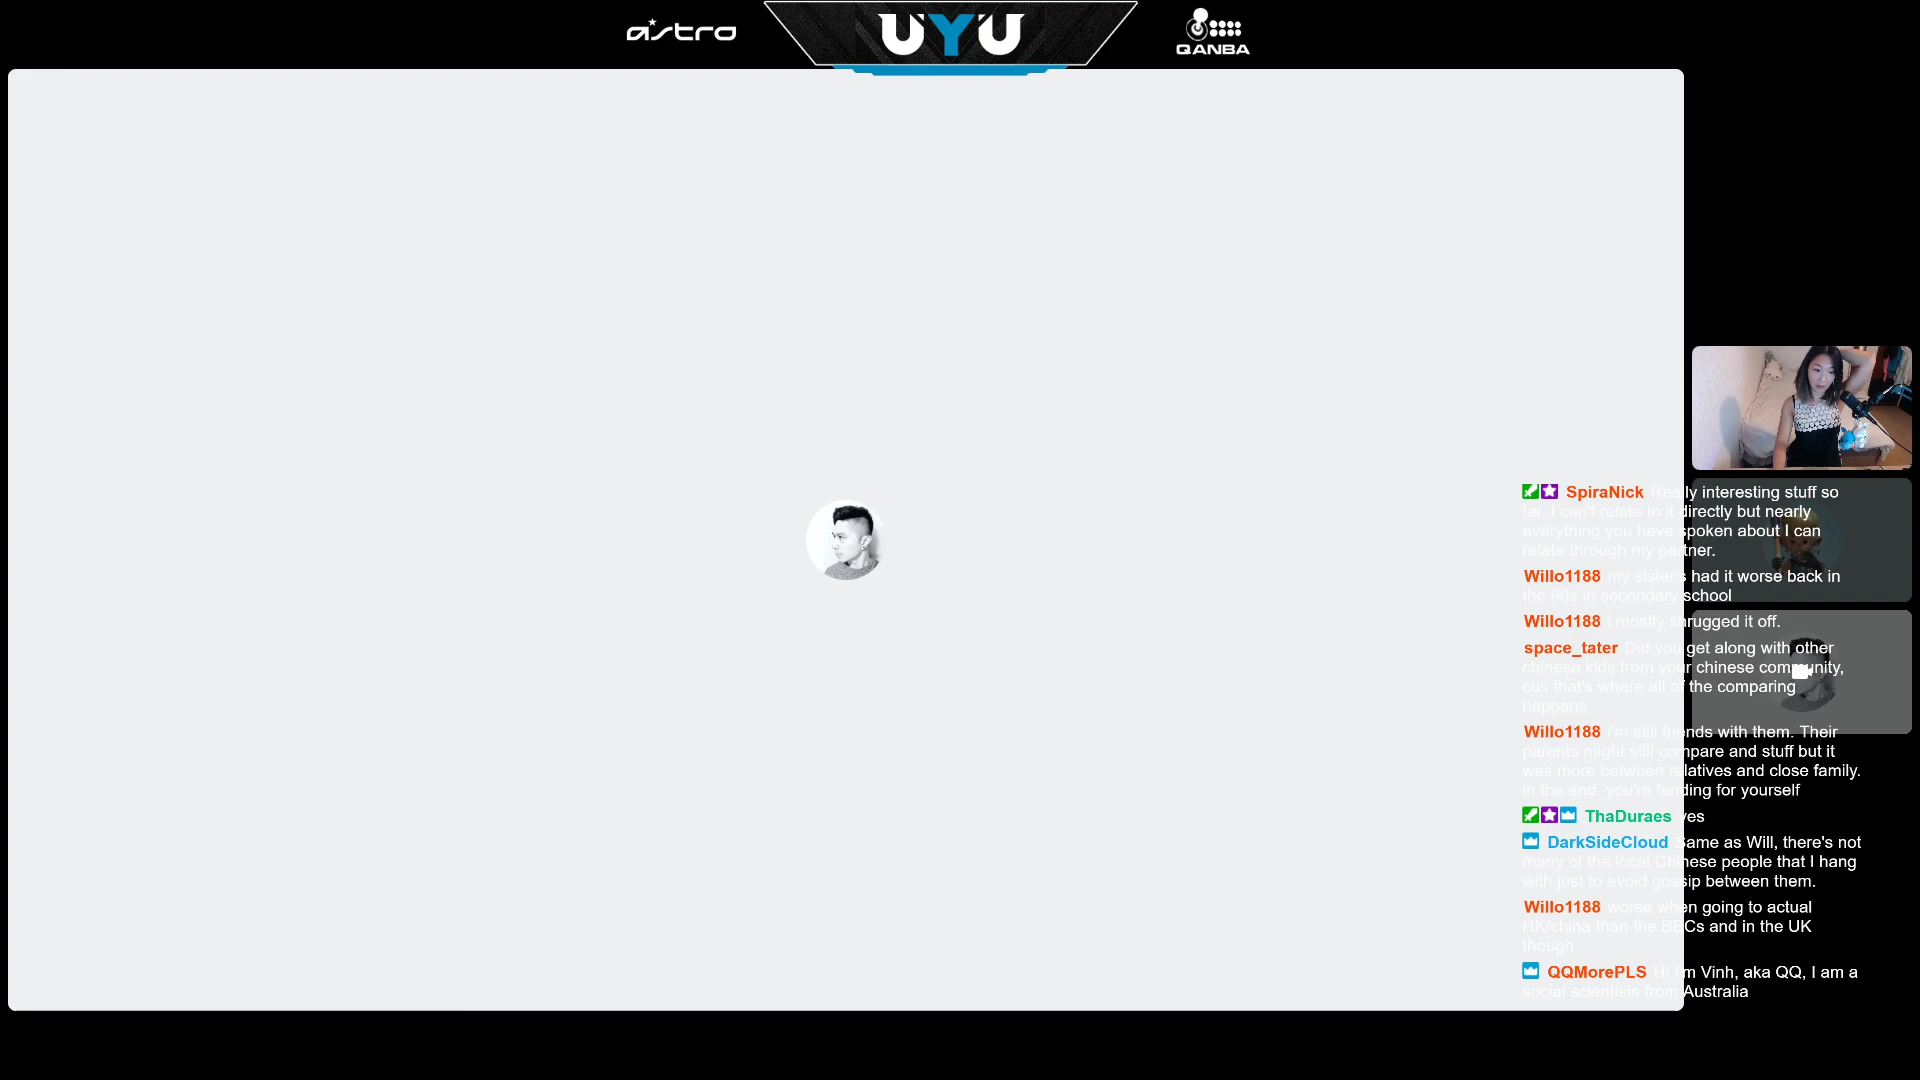 astro
UYU
QANBA
SpiraNick Really interesting stuff so
far. I can't relate to it directly but nearly
everything you have spoken about I can
relate through my partner.
Willo1188 my sister's had it worse back in
the 90s in secondary school
Willo1188 I mostly shrugged it off.
space_tater Did you get along with other
chinese kids from your chinese community,
cus that's where all of the comparing
happens
Willo1188 I'm still friends with them. Their
parents might still compare and stuff but it
was more between relatives and close family.
in the end, you're fending for yourself
ThaDuraes yes
DarkSideCloud Same as Will, there's not
many of the local Chinese people that I hang
with just to avoid gossip between them.
Willo1188 worse when going to actual
HK/china than the BBCs and in the UK
though
QQMorePLS Hi I'm Vinh, aka QQ, I am a
social scientists from Australia